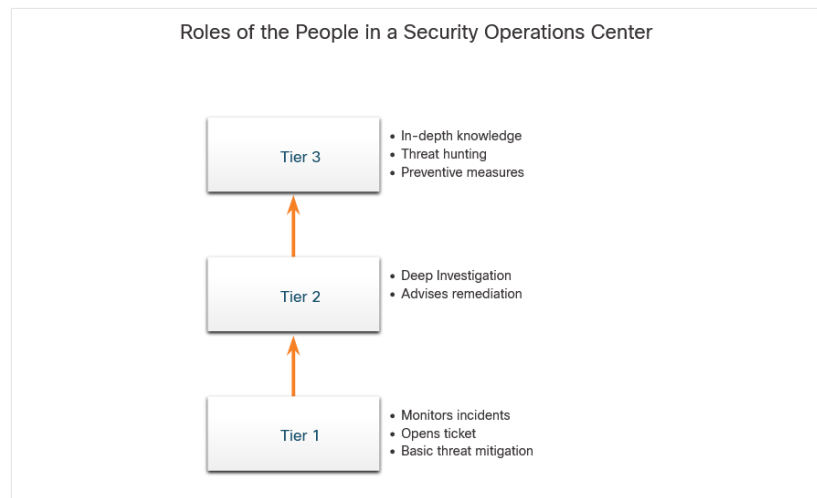 Roles of the People in a Security Operations Center
Tier 3
• In-depth knowledge
• Threat hunting
• Preventive measures
Tier 2
• Deep Investigation
• Advises remediation
Tier 1
• Monitors incidents
• Opens ticket
• Basic threat mitigation